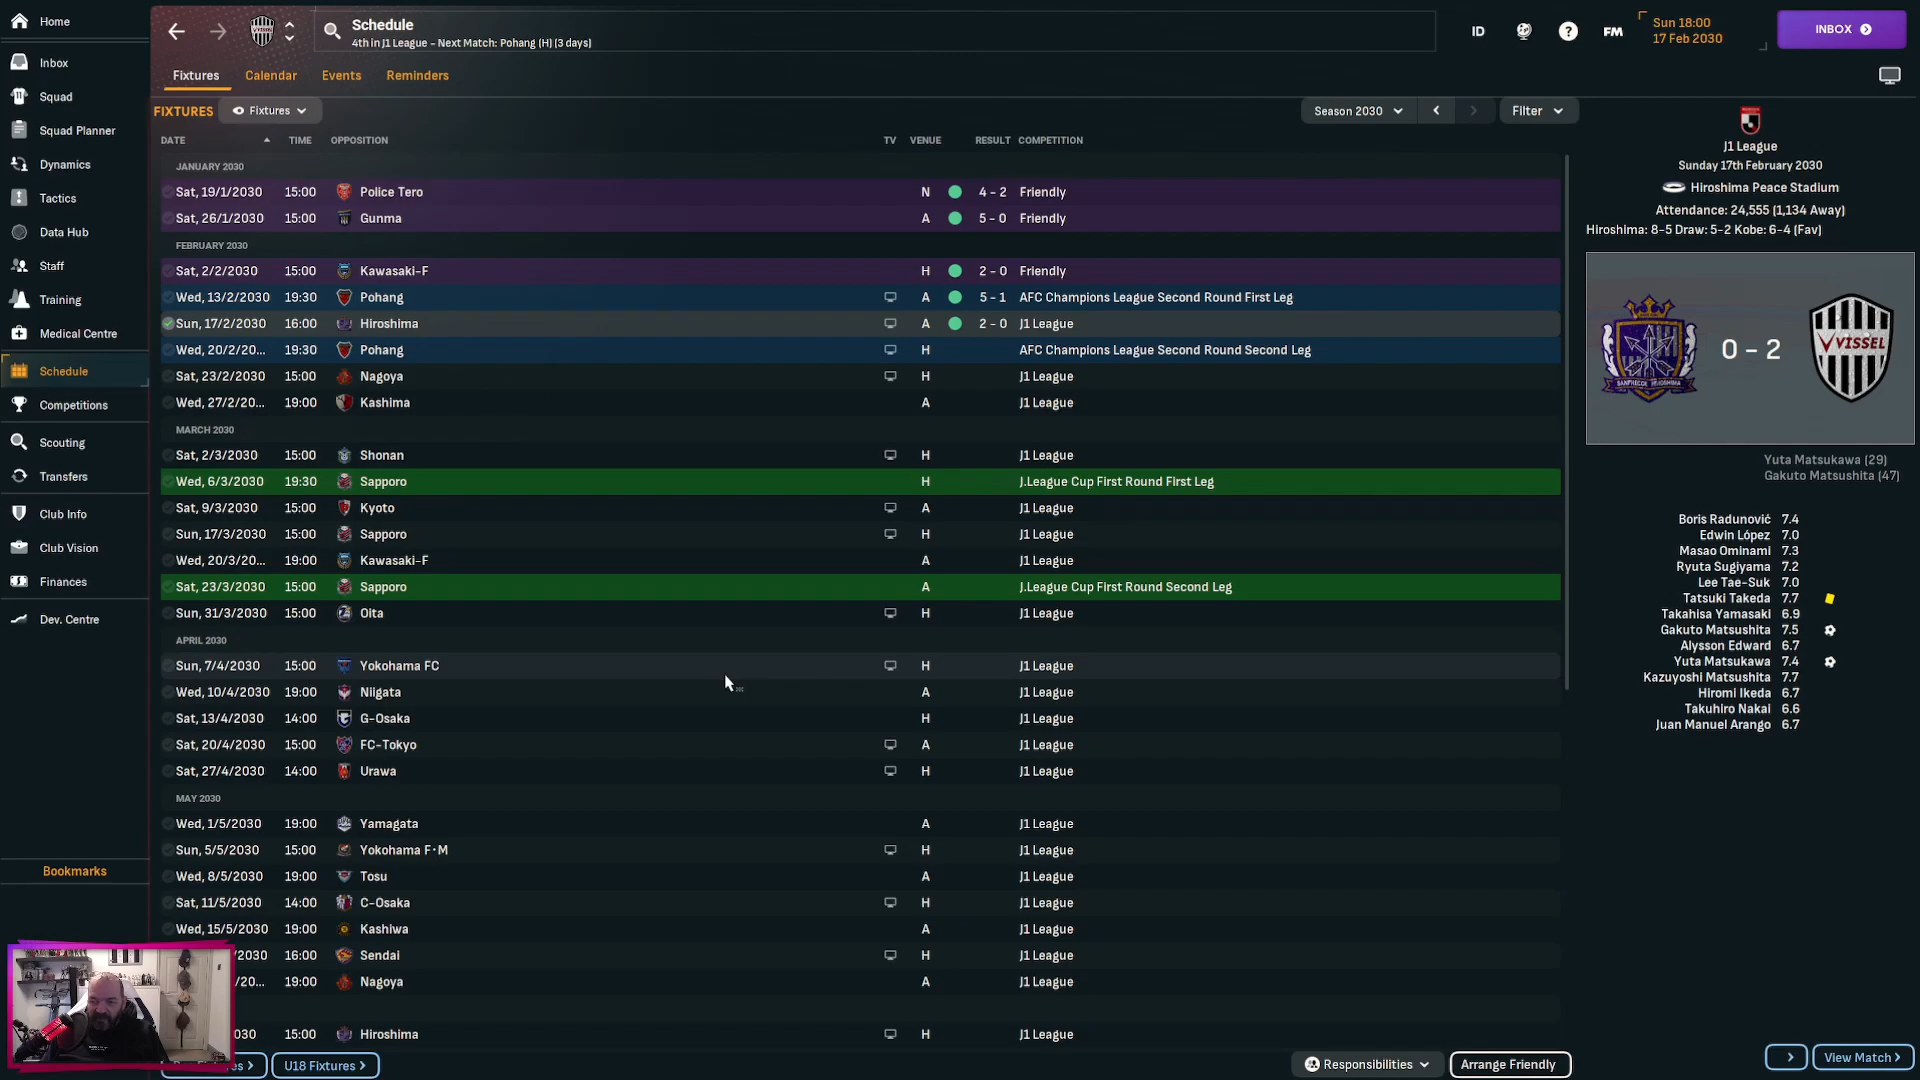 Home
Inbox
Squad
Squad Planner
Dynamics
Tactics
Data Hub
Staff
Training
Medical Centre
Schedule
Competitions
Scouting
Transfers
Club Info
Club Vision
Finances
Dev. Centre
Bookmarks
Schedule
4th in J1 League - Next Match: Pohang (H) (3 days)
ID
FM
Sun 18:00
17 Feb 2030
INBOX
Fixtures Calendar Events Reminders
FIXTURES Fixtures
Season 2030 Filter
DATE TIME OPPOSITION TV VENUE RESULT COMPETITION
JANUARY 2030
Sat, 19/1/2030 15:00 Police Tero N 4 - 2 Friendly
Sat, 26/1/2030 15:00 Gunma A 5 - 0 Friendly
FEBRUARY 2030
Sat, 2/2/2030 15:00 Kawasaki-F H 2 - 0 Friendly
Wed, 13/2/2030 19:30 Pohang A 5 - 1 AFC Champions League Second Round First Leg
Sun, 17/2/2030 16:00 Hiroshima A 2 - 0 J1 League
Wed, 20/2/20... 19:30 Pohang H AFC Champions League Second Round Second Leg
Sat, 23/2/2030 15:00 Nagoya H J1 League
Wed, 27/2/20... 19:00 Kashima A J1 League
MARCH 2030
Sat, 2/3/2030 15:00 Shonan H J1 League
Wed, 6/3/2030 19:30 Sapporo H J.League Cup First Round First Leg
Sat, 9/3/2030 15:00 Kyoto A J1 League
Sun, 17/3/2030 15:00 Sapporo H J1 League
Wed, 20/3/20... 19:00 Kawasaki-F A J1 League
Sat, 23/3/2030 15:00 Sapporo A J.League Cup First Round Second Leg
Sun, 31/3/2030 15:00 Oita H J1 League
APRIL 2030
Sun, 7/4/2030 15:00 Yokohama FC H J1 League
Wed, 10/4/2030 19:00 Niigata A J1 League
Sat, 13/4/2030 14:00 G-Osaka H J1 League
Sat, 20/4/2030 15:00 FC-Tokyo A J1 League
Sat, 27/4/2030 14:00 Urawa H J1 League
MAY 2030
Wed, 1/5/2030 19:00 Yamagata A J1 League
Sun, 5/5/2030 15:00 Yokohama F·M H J1 League
Wed, 8/5/2030 19:00 Tosu A J1 League
Sat, 11/5/2030 14:00 C-Osaka H J1 League
Wed, 15/5/2030 19:00 Kashiwa A J1 League
/2030 16:00 Sendai H J1 League
/20... 19:00 Nagoya A J1 League
030 15:00 Hiroshima H J1 League
U18 Fixtures
Responsibilities Arrange Friendly
J1 League
Sunday 17th February 2030
Hiroshima Peace Stadium
Attendance: 24,555 (1,134 Away)
Hiroshima: 8-5 Draw: 5-2 Kobe: 6-4 (Fav)
SANFRECCE HIROSHIMA
0 - 2
VISSEL
Yuta Matsukawa (29)
Gakuto Matsushita (47)
Boris Radunović 7.4
Edwin López 7.0
Masao Ominami 7.3
Ryuta Sugiyama 7.2
Lee Tae-Suk 7.0
Tatsuki Takeda 7.7
Takahisa Yamasaki 6.9
Gakuto Matsushita 7.5
Alysson Edward 6.7
Yuta Matsukawa 7.4
Kazuyoshi Matsushita 7.7
Hiromi Ikeda 6.7
Takuhiro Nakai 6.6
Juan Manuel Arango 6.7
View Match